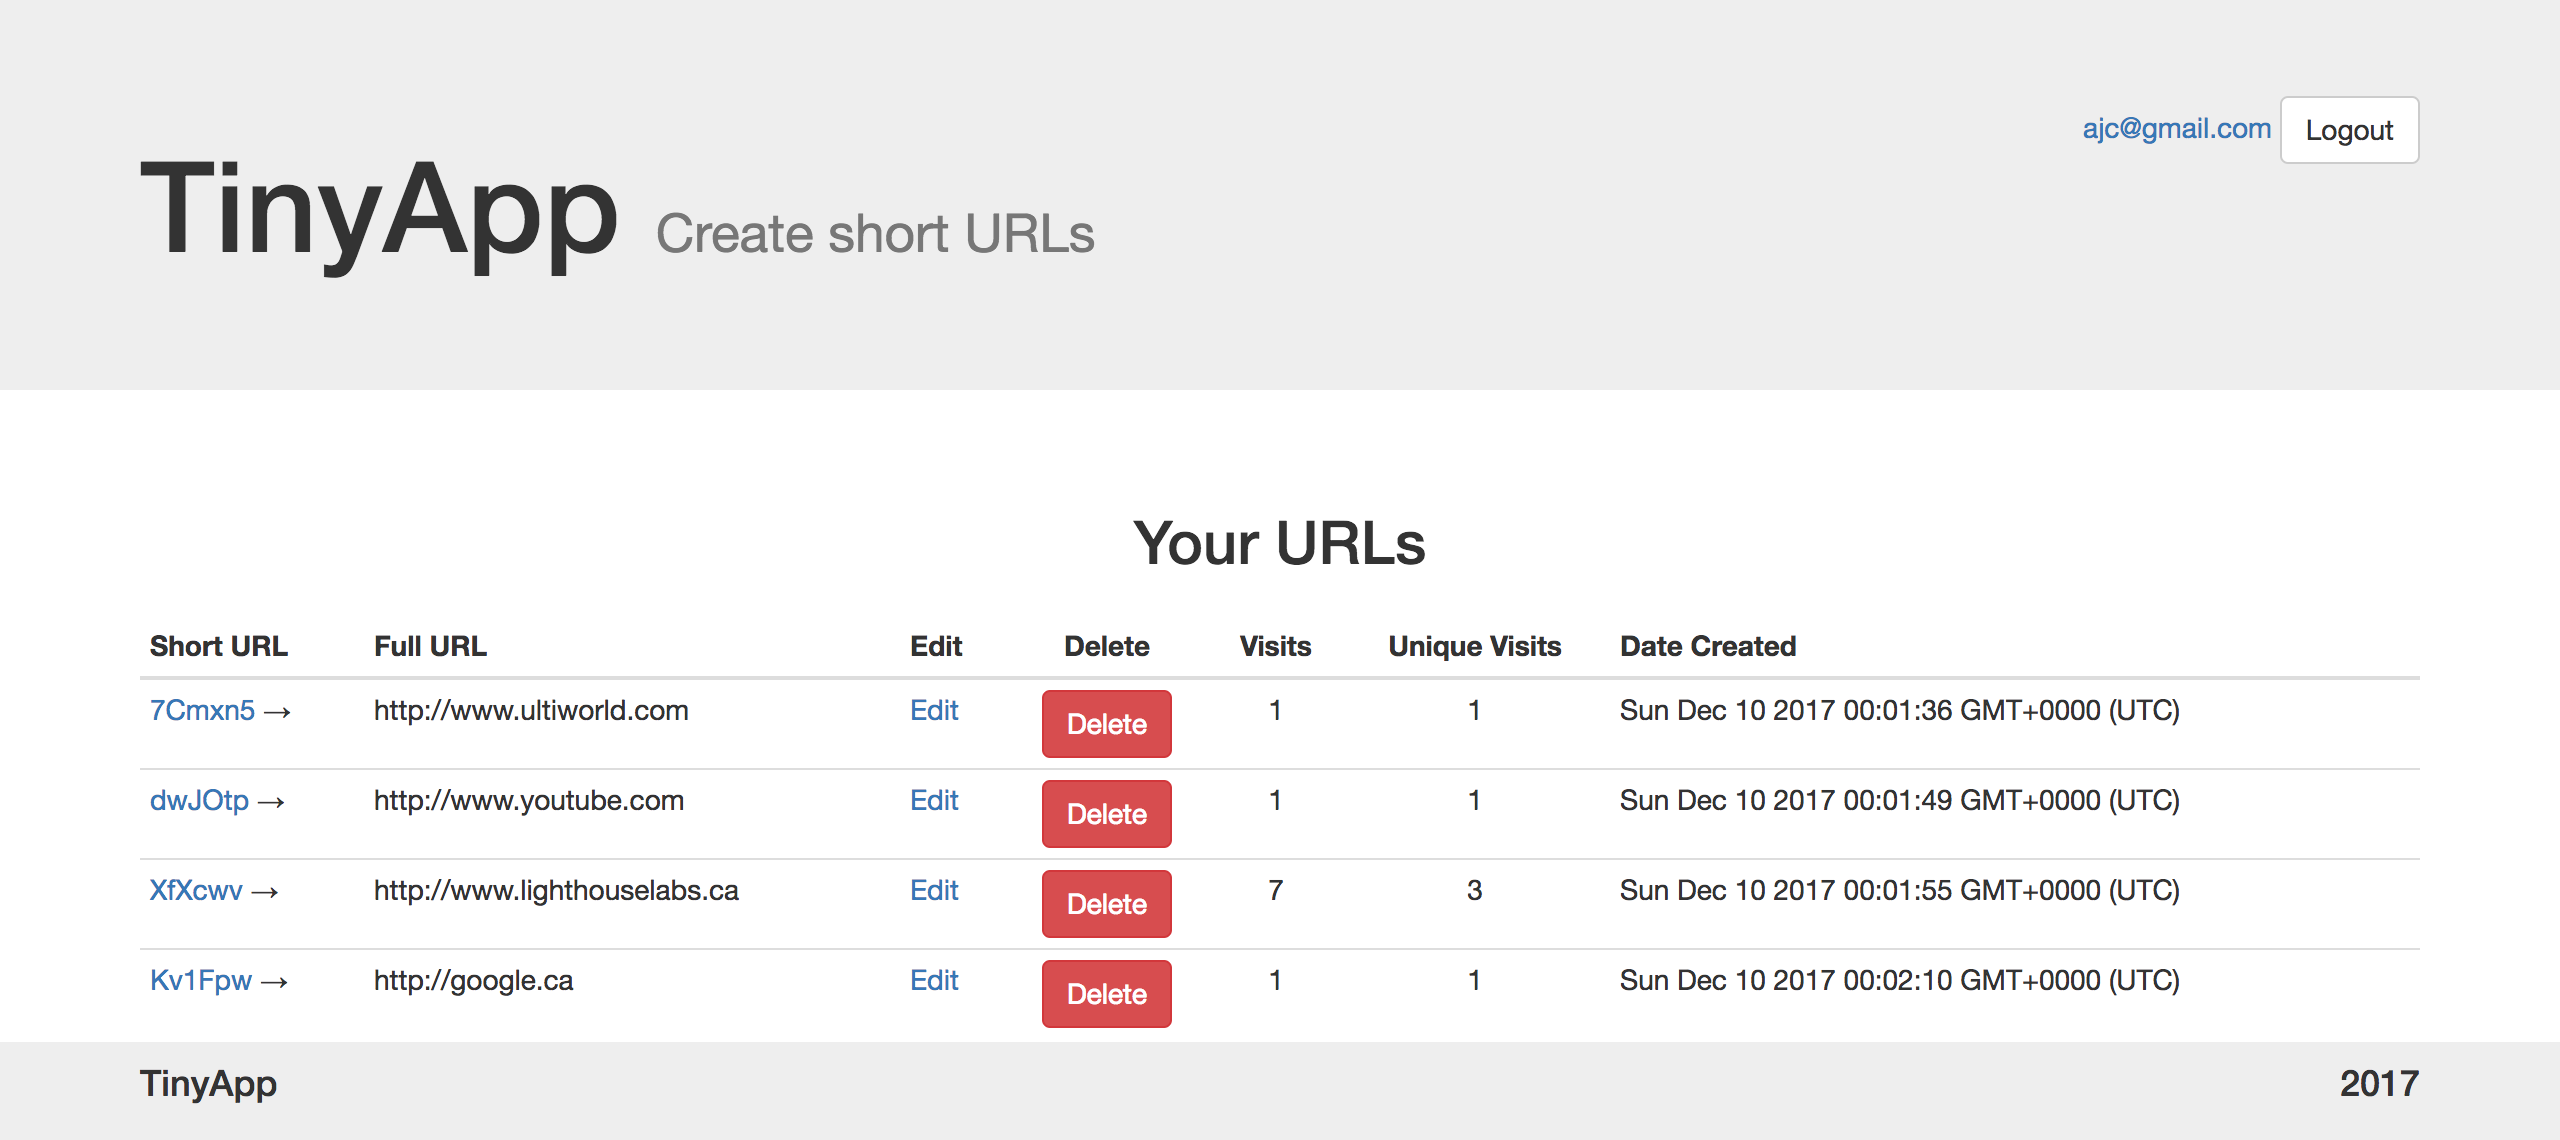 ajc@gmail.com Logout
TinyApp Create short URLs
Your URLs
Short URL Full URL Edit Delete Visits Unique Visits Date Created
7Cmxn5 → http://www.ultiworld.com Edit Delete 1 1 Sun Dec 10 2017 00:01:36 GMT+0000 (UTC)
dwJOtp → http://www.youtube.com Edit Delete 1 1 Sun Dec 10 2017 00:01:49 GMT+0000 (UTC)
XfXcwv → http://www.lighthouselabs.ca Edit Delete 7 3 Sun Dec 10 2017 00:01:55 GMT+0000 (UTC)
Kv1Fpw → http://google.ca Edit Delete 1 1 Sun Dec 10 2017 00:02:10 GMT+0000 (UTC)
TinyApp 2017